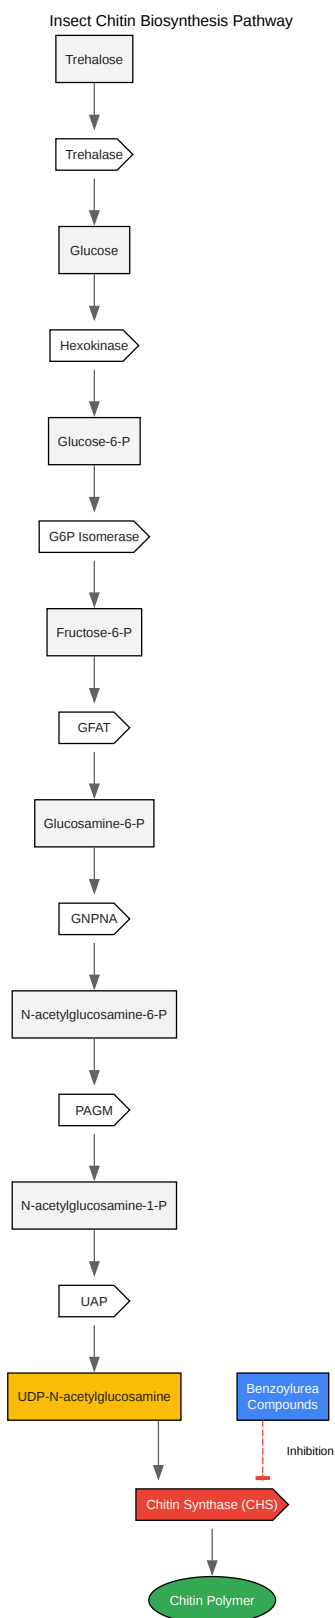 Insect Chitin Biosynthesis Pathway
Trehalose
Trehalase
Glucose
Hexokinase
Glucose-6-P
G6P Isomerase
Fructose-6-P
GFAT
Glucosamine-6-P
GNPNA
N-acetylglucosamine-6-P
PAGM
N-acetylglucosamine-1-P
UAP
UDP-N-acetylglucosamine
Benzoylurea
Compounds
Inhibition
Chitin Synthase (CHS)
Chitin Polymer